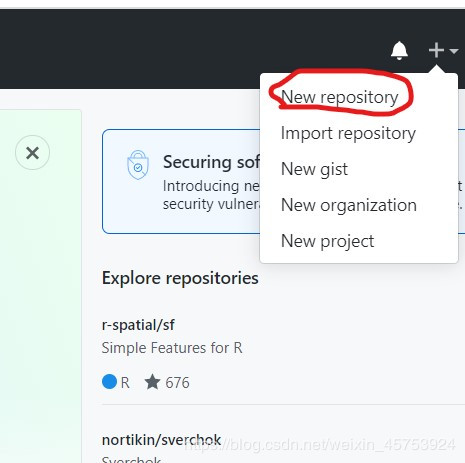 New repository
Import repository
New gist
New organization
New project
Securing sof
Introducing ne
security vulnera
Explore repositories
r-spatial/sf
Simple Features for R
R 676
nortikin/sverchok
https://blog.csdn.net/weixin_45753924
Sverchok